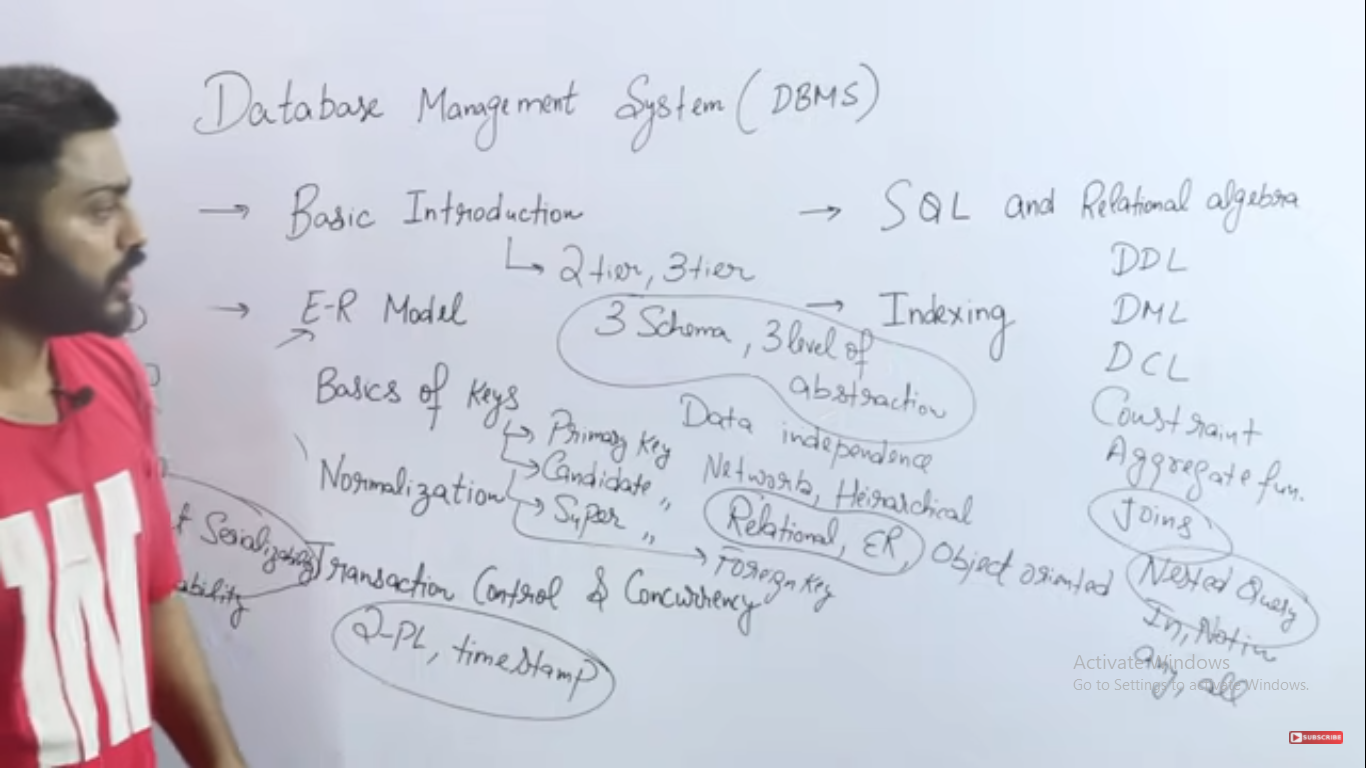 Database Management System (DBMS)
→ Basic Introduction
2 tier, 3 tier
→ E-R Model
3 Schema, 3 level of
abstraction
Data independence
Basics of Keys
Primary Key
Candidate "
Super "
Foreign Key
Network, Heirarchical
Relational, ER, Object oriented
Normalization
Serializability
ability
Transaction Control & Concurrency
2-PL, timeStamp
→ SQL and Relational algebra
DDL
DML
DCL
Constraint
Aggregate fun.
Joins
Nested Query
In, Not in
any, all
→ Indexing
Activate Windows
Go to Settings to activate Windows.
SUBSCRIBE